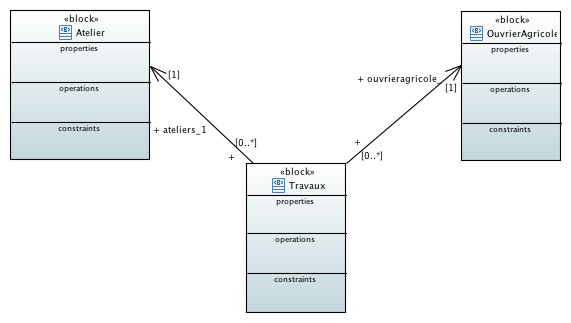 «block»
Atelier
properties
operations
constraints
«block»
OuvrierAgricole
properties
operations
constraints
[1]
+ ateliers_1
[0..*]
+
+ ouvrieragricole
[1]
+
[0..*]
«block»
Travaux
properties
operations
constraints